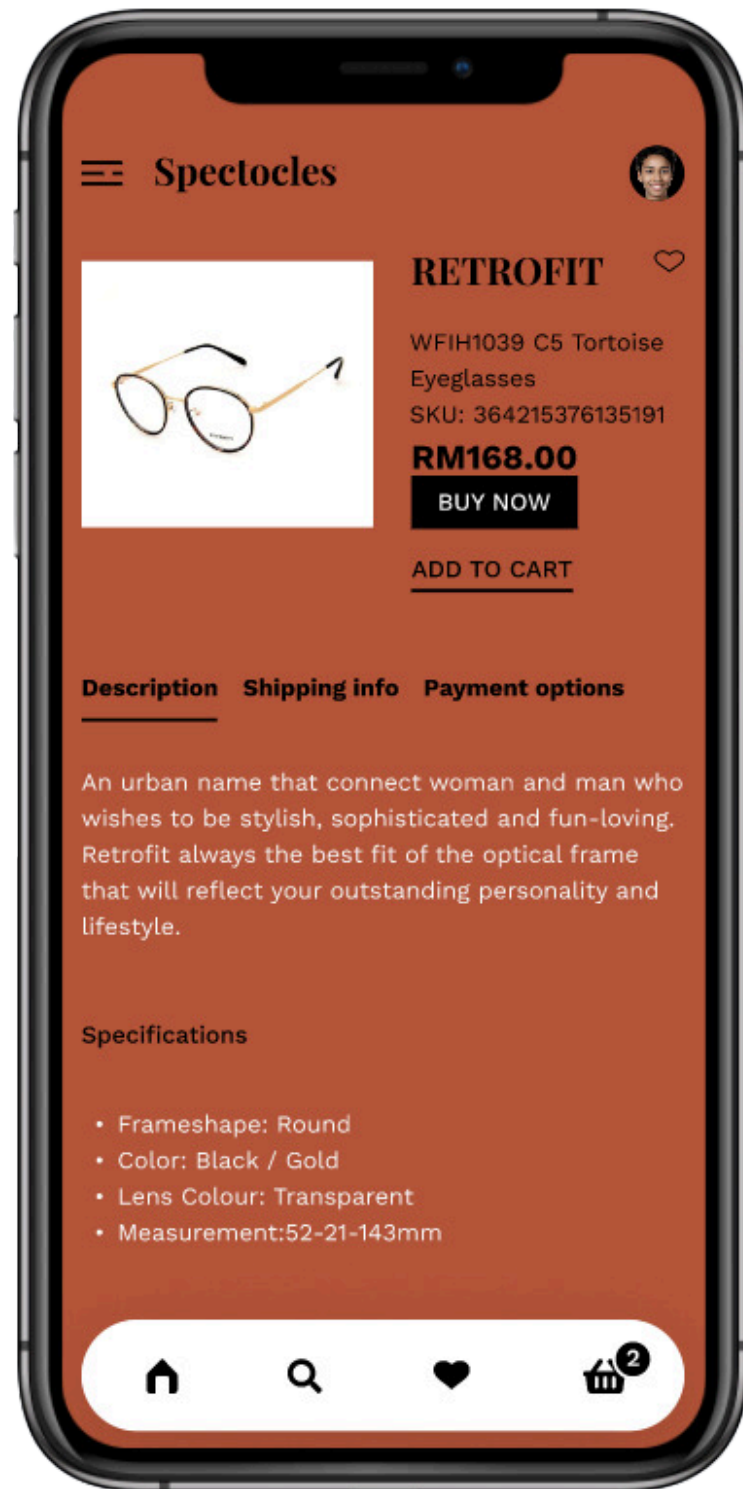 Spectocles
RETROFIT
WFIH1039 C5 Tortoise
Eyeglasses
SKU: 364215376135191
RM168.00
BUY NOW
ADD TO CART
Description Shipping info Payment options
An urban name that connect woman and man who
wishes to be stylish, sophisticated and fun-loving.
Retrofit always the best fit of the optical frame
that will reflect your outstanding personality and
lifestyle.
Specifications
• Frameshape: Round
• Color: Black / Gold
• Lens Colour: Transparent
• Measurement:52-21-143mm
2